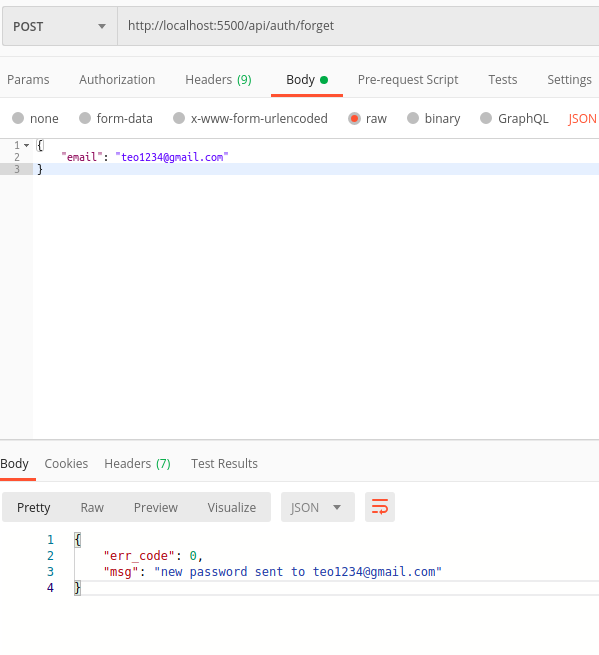 POST http://localhost:5500/api/auth/forget
Params Authorization Headers (9) Body Pre-request Script Tests Settings
none form-data x-www-form-urlencoded raw binary GraphQL JSON
1 {
2 "email": "teo1234@gmail.com"
3 }
Body Cookies Headers (7) Test Results
Pretty Raw Preview Visualize JSON
1 {
2 "err_code": 0,
3 "msg": "new password sent to teo1234@gmail.com"
4 }